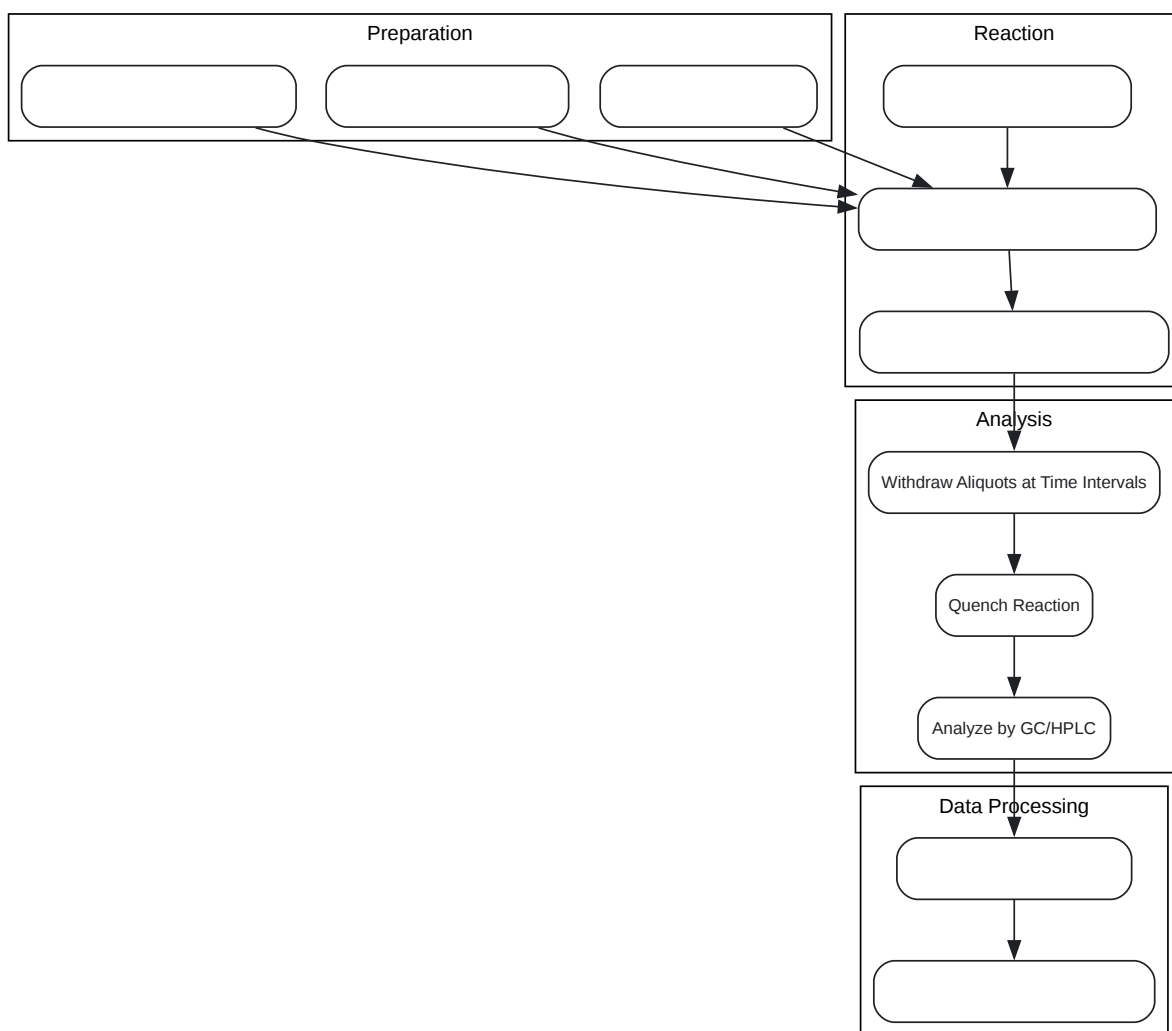 Preparation
Reaction
Analysis
Withdraw Aliquots at Time Intervals
Quench Reaction
Analyze by GC/HPLC
Data Processing